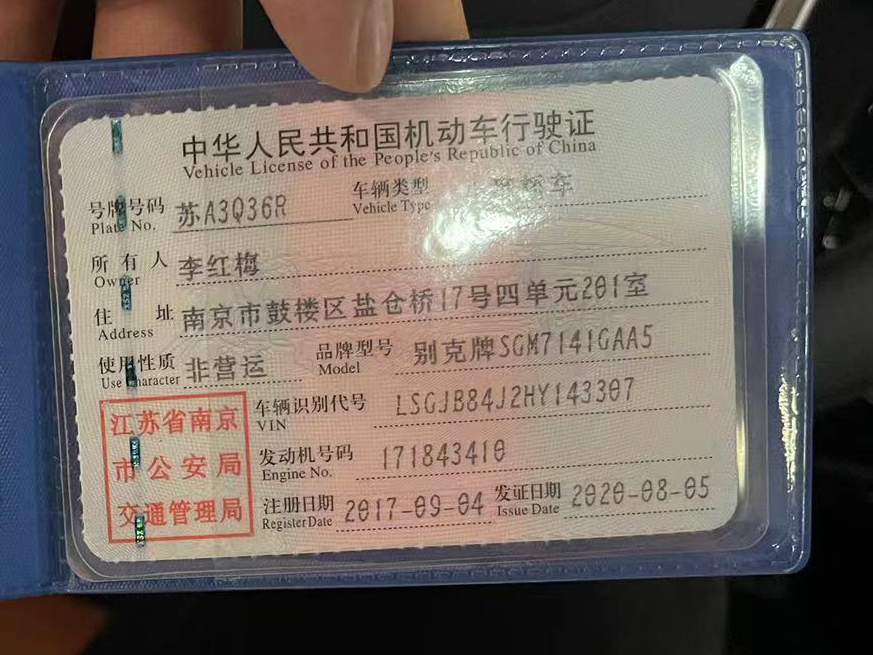 中华人民共和国机动车行驶证
Vehicle License of the People's Republic of China
号牌号码 苏A3Q36R 车辆类型 轿车
Plate No. Vehicle Type
所有人 李红梅
Owner
住址 南京市鼓楼区盐仓桥17号四单元201室
Address
使用性质 非营运 品牌型号 别克牌SGM7141GAA5
Use Character Model
车辆识别代号 LSGJB84J2HY143307
VIN
发动机号码 171843410
Engine No.
注册日期 2017-09-04 发证日期 2020-08-05
Register Date Issue Date
江苏省南京
市公安局
交通管理局